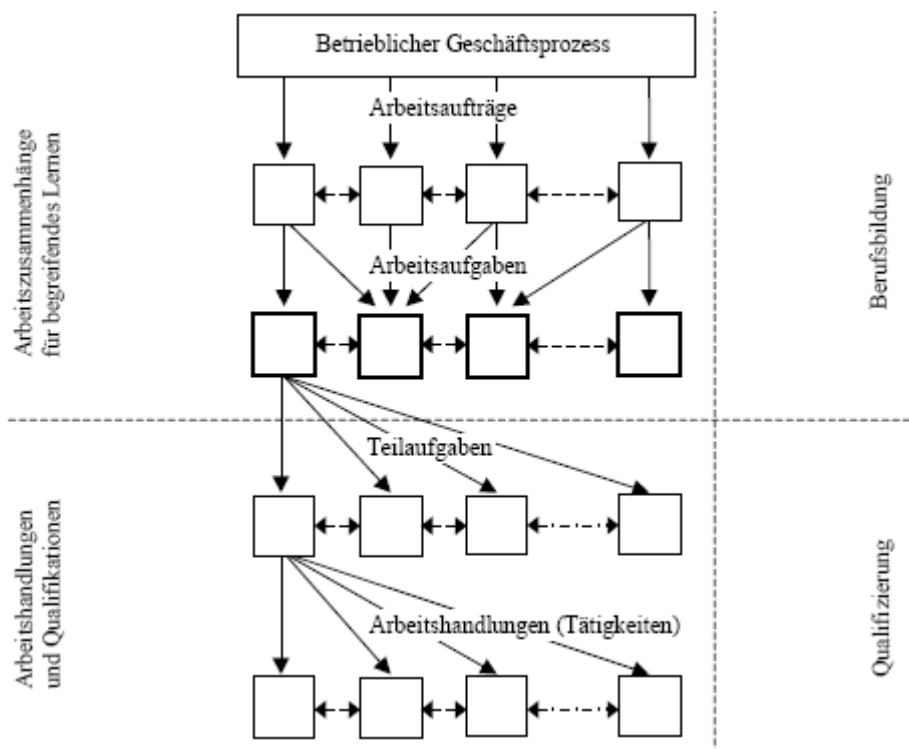 Betrieblicher Geschäftsprozess
Arbeitsaufträge
Arbeitszusammenhänge
für begreifendes Lernen
Berufsbildung
Arbeitsaufgaben
Teilaufgaben
Arbeitshandlungen
und Qualifikationen
Qualifizierung
Arbeitshandlungen (Tätigkeiten)